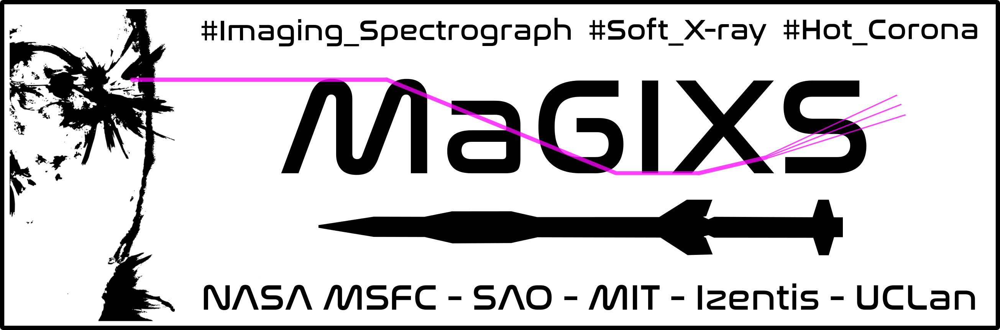 #Imaging_Spectrograph #Soft_X-ray #Hot_Corona
MaGIXS
NASA MSFC - SAO - MIT - Izentis - UCLan